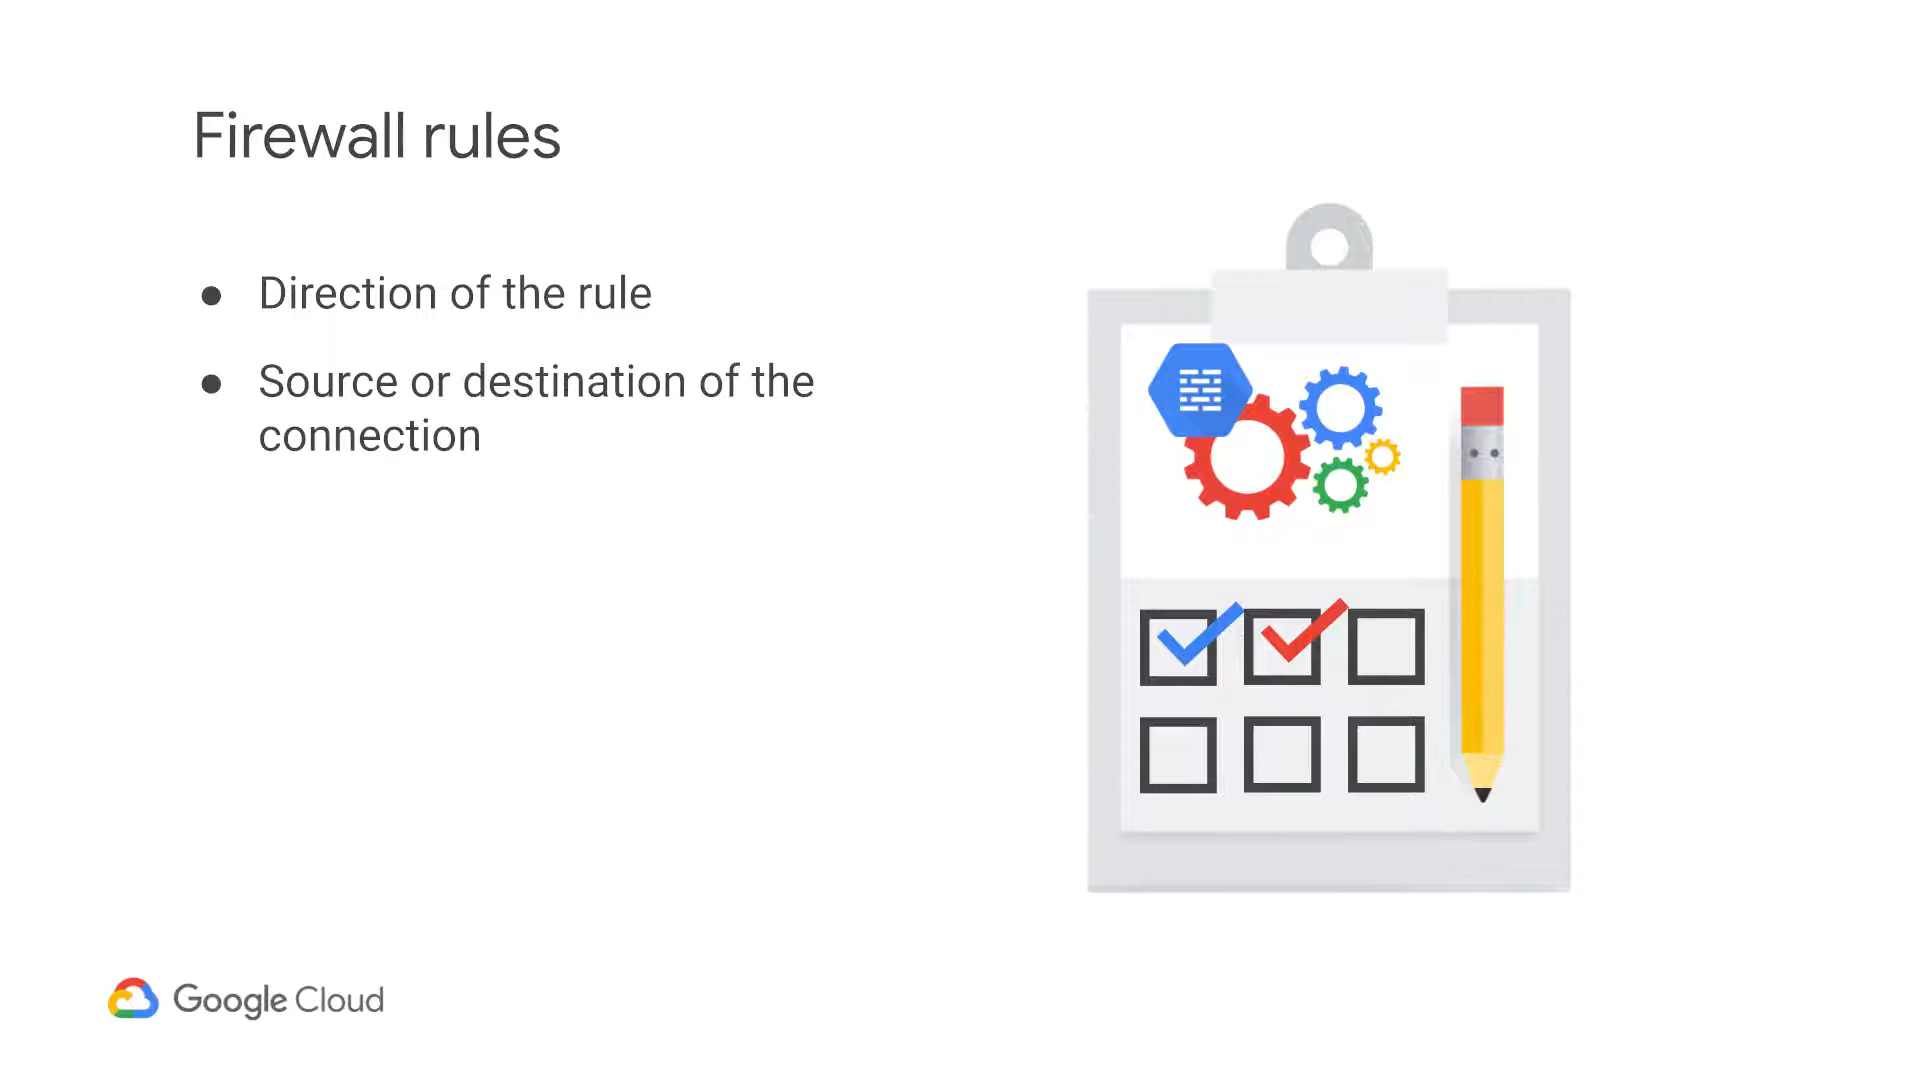 Firewall rules
● Direction of the rule
● Source or destination of the
connection
Google Cloud